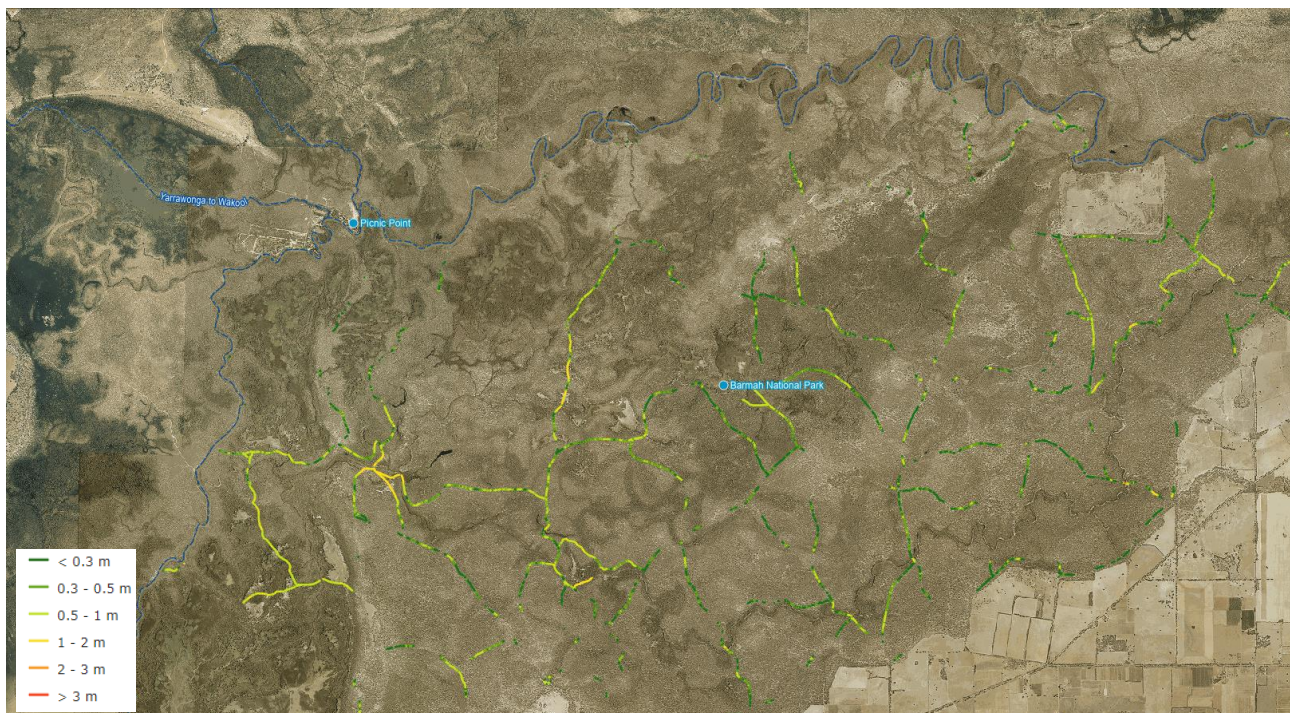 Yarrawonga to Wakool
Picnic Point
Barmah National Park
< 0.3 m
0.3 - 0.5 m
0.5 - 1 m
1 - 2 m
2 - 3 m
> 3 m